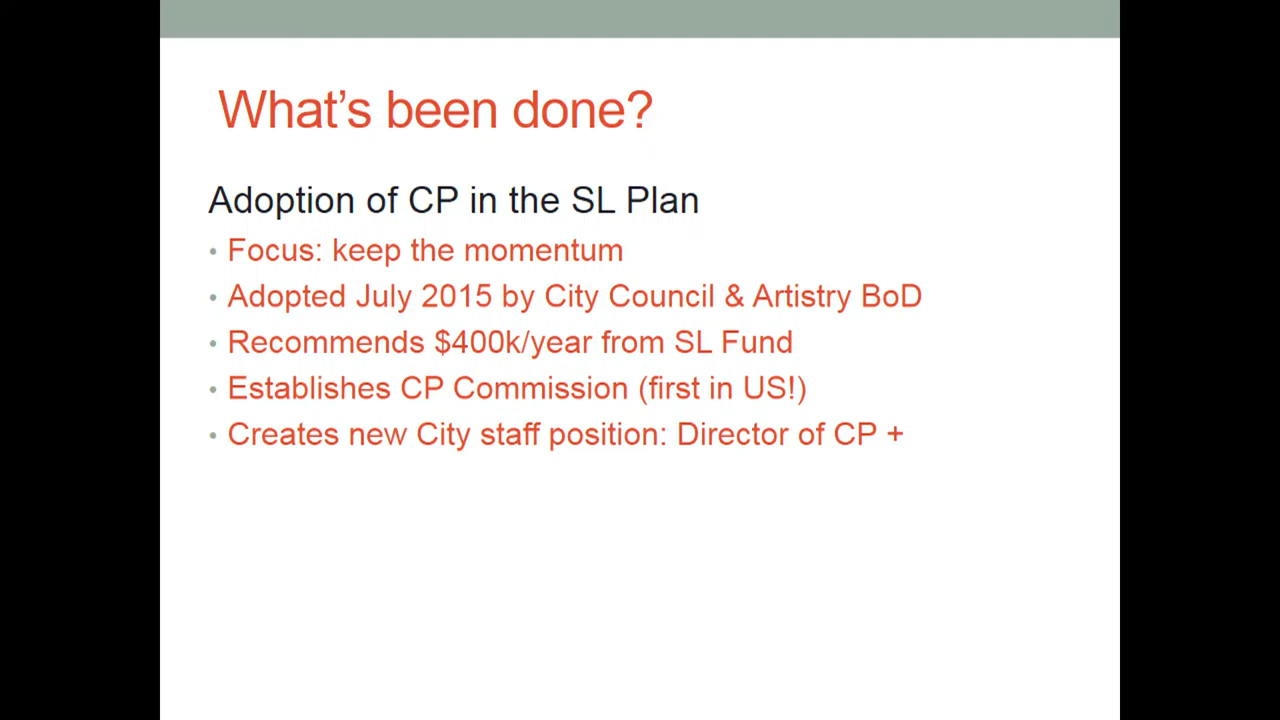 What's been done?
Adoption of CP in the SL Plan
• Focus: keep the momentum
• Adopted July 2015 by City Council & Artistry BoD
• Recommends $400k/year from SL Fund
• Establishes CP Commission (first in US!)
• Creates new City staff position: Director of CP +